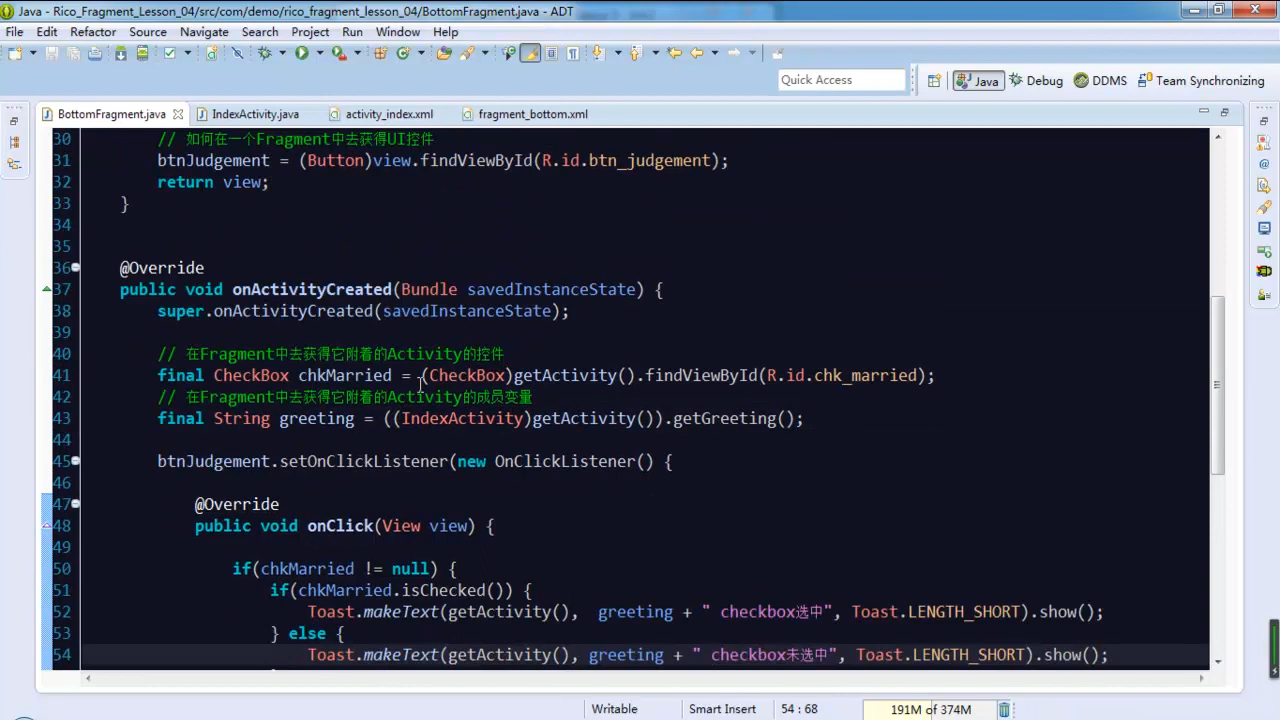 Java - Rico_Fragment_Lesson_04/src/com/demo/rico_fragment_lesson_04/BottomFragment.java - ADT
File Edit Refactor Source Navigate Search Project Run Window Help
Quick Access
Java Debug DDMS Team Synchronizing
BottomFragment.java IndexActivity.java activity_index.xml fragment_bottom.xml
30 // 如何在一个Fragment中去获得UI控件
31 btnJudgement = (Button)view.findViewById(R.id.btn_judgement);
32 return view;
33 }
34
35
36 @Override
37 public void onActivityCreated(Bundle savedInstanceState) {
38 super.onActivityCreated(savedInstanceState);
39
40 // 在Fragment中去获得它附着的Activity的控件
41 final CheckBox chkMarried = (CheckBox)getActivity().findViewById(R.id.chk_married);
42 // 在Fragment中去获得它附着的Activity的成员变量
43 final String greeting = ((IndexActivity)getActivity()).getGreeting();
44
45 btnJudgement.setOnClickListener(new OnClickListener() {
46
47 @Override
48 public void onClick(View view) {
49
50 if(chkMarried != null) {
51 if(chkMarried.isChecked()) {
52 Toast.makeText(getActivity(), greeting + " checkbox选中", Toast.LENGTH_SHORT).show();
53 } else {
54 Toast.makeText(getActivity(), greeting + " checkbox未选中", Toast.LENGTH_SHORT).show();
Writable Smart Insert 54 : 68 191M of 374M